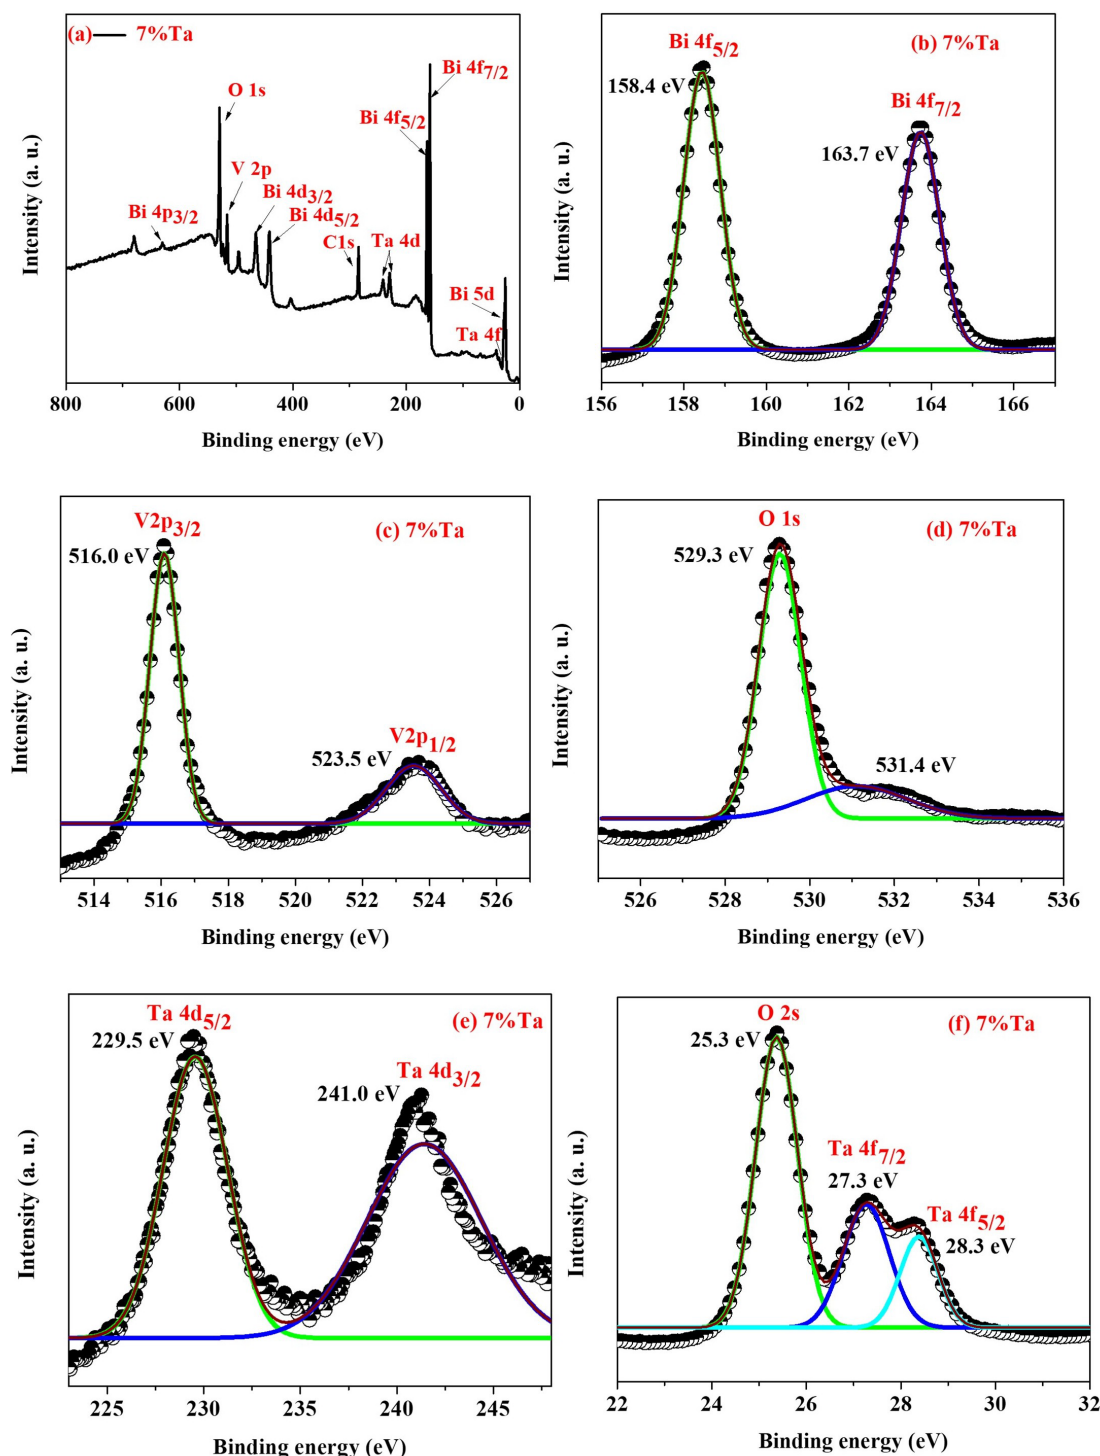 (a) 7%Ta
Bi 4f7/2
O 1s
Bi 4f5/2
V 2p
Bi 4d3/2
Bi 4p3/2
Bi 4d5/2
C1s Ta 4d
Bi 5d
Ta 4f
Intensity (a. u.)
800 600 400 200 0
Binding energy (eV)
Bi 4f5/2
(b) 7%Ta
158.4 eV
Bi 4f7/2
163.7 eV
Intensity (a. u.)
156 158 160 162 164 166
Binding energy (eV)
V2p3/2
(c) 7%Ta
516.0 eV
V2p1/2
523.5 eV
Intensity (a. u.)
514 516 518 520 522 524 526
Binding energy (eV)
O 1s
(d) 7%Ta
529.3 eV
531.4 eV
Intensity (a. u.)
526 528 530 532 534 536
Binding energy (eV)
Ta 4d5/2
(e) 7%Ta
229.5 eV
Ta 4d3/2
241.0 eV
Intensity (a. u.)
225 230 235 240 245
Binding energy (eV)
O 2s
(f) 7%Ta
25.3 eV
Ta 4f7/2
27.3 eV
Ta 4f5/2
28.3 eV
Intensity (a. u.)
22 24 26 28 30 32
Binding energy (eV)